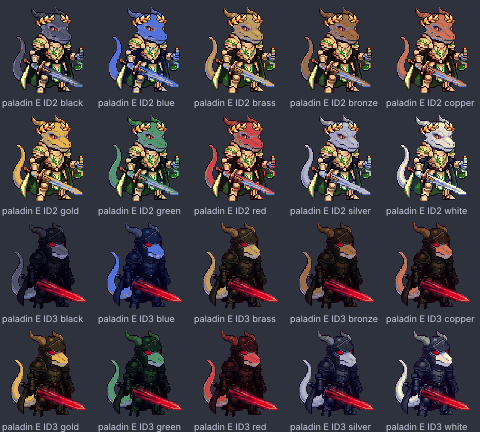 paladin E ID2 black
paladin E ID2 blue
paladin E ID2 brass
paladin E ID2 bronze
paladin E ID2 copper
paladin E ID2 gold
paladin E ID2 green
paladin E ID2 red
paladin E ID2 silver
paladin E ID2 white
paladin E ID3 black
paladin E ID3 blue
paladin E ID3 brass
paladin E ID3 bronze
paladin E ID3 copper
paladin E ID3 gold
paladin E ID3 green
paladin E ID3 red
paladin E ID3 silver
paladin E ID3 white